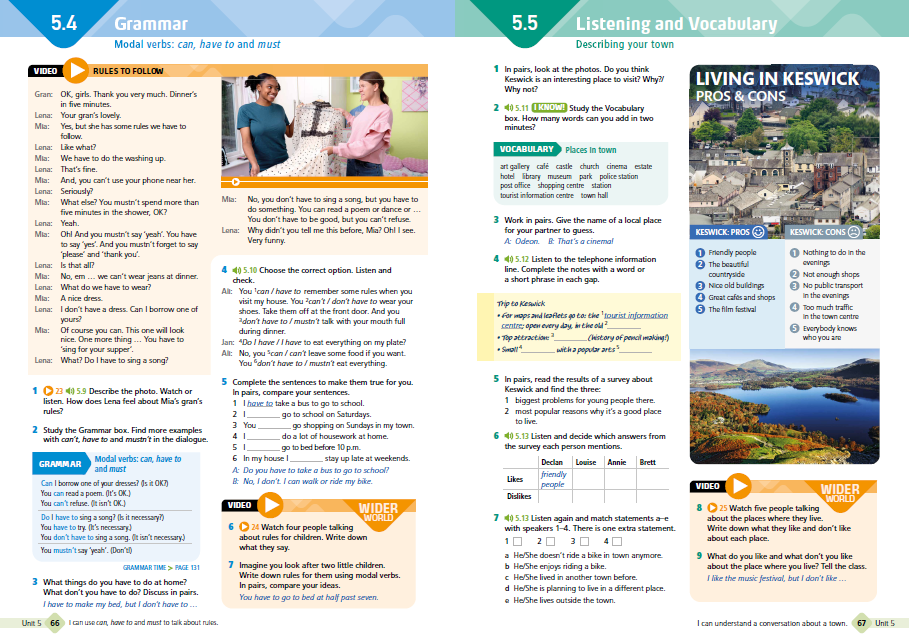 5.4
Grammar
Modal verbs: can, have to and must
VIDEO RULES TO FOLLOW
Gran: OK, girls. Thank you very much. Dinner's
in five minutes.
Lena: Your gran's lovely.
Mia: Yes, but she has some rules we have to
follow.
Lena: Like what?
Mia: We have to do the washing up.
Lena: That's fine.
Mia: And, you can't use your phone near her.
Lena: Seriously?
Mia: What else? You mustn't spend more than
five minutes in the shower, OK?
Lena: Yeah.
Mia: Oh! And you mustn't say 'yeah'. You have
to say 'yes'. And you mustn't forget to say
'please' and 'thank you'.
Lena: Is that all?
Mia: No, em … we can't wear jeans at dinner.
Lena: What do we have to wear?
Mia: A nice dress.
Lena: I don't have a dress. Can I borrow one of
yours?
Mia: Of course you can. This one will look
nice. One more thing … You have to
'sing for your supper'.
Lena: What? Do I have to sing a song?
Mia: No, you don't have to sing a song, but you have to
do something. You can read a poem or dance or …
You don't have to be good, but you can't refuse.
Lena: Why didn't you tell me this before, Mia? Oh! I see.
Very funny.
1 23 5.9 Describe the photo. Watch or
listen. How does Lena feel about Mia's gran's
rules?
2 Study the Grammar box. Find more examples
with can't, have to and mustn't in the dialogue.
GRAMMAR Modal verbs: can, have to
and must
Can I borrow one of your dresses? (Is it OK?)
You can read a poem. (It's OK.)
You can't refuse. (It isn't OK.)
Do I have to sing a song? (Is it necessary?)
You have to try. (It's necessary.)
You don't have to sing a song. (It isn't necessary.)
You mustn't say 'yeah'. (Don't!)
GRAMMAR TIME > PAGE 131
3 What things do you have to do at home?
What don't you have to do? Discuss in pairs.
I have to make my bed, but I don't have to …
4 5.10 Choose the correct option. Listen and
check.
Ali: You 1can / have to remember some rules when you
visit my house. You 2can't / don't have to wear your
shoes. Take them off at the front door. And you
3don't have to / mustn't talk with your mouth full
during dinner.
Jan: 4Do I have / I have to eat everything on my plate?
Ali: No, you 5can / can't leave some food if you want.
You 6don't have to / mustn't eat everything.
5 Complete the sentences to make them true for you.
In pairs, compare your sentences.
1 I have to take a bus to go to school.
2 I ________ go to school on Saturdays.
3 You ________ go shopping on Sundays in my town.
4 I ________ do a lot of housework at home.
5 I ________ go to bed before 10 p.m.
6 In my house I ________ stay up late at weekends.
A: Do you have to take a bus to go to school?
B: No, I don't. I can walk or ride my bike.
VIDEO WIDER
WORLD
6 24 Watch four people talking
about rules for children. Write down
what they say.
7 Imagine you look after two little children.
Write down rules for them using modal verbs.
In pairs, compare your ideas.
You have to go to bed at half past seven.
Unit 5 66 I can use can, have to and must to talk about rules.
5.5
Listening and Vocabulary
Describing your town
1 In pairs, look at the photos. Do you think
Keswick is an interesting place to visit? Why?/
Why not?
2 5.11 I KNOW! Study the Vocabulary
box. How many words can you add in two
minutes?
VOCABULARY Places in town
art gallery café castle church cinema estate
hotel library museum park police station
post office shopping centre station
tourist information centre town hall
3 Work in pairs. Give the name of a local place
for your partner to guess.
A: Odeon. B: That's a cinema!
4 5.12 Listen to the telephone information
line. Complete the notes with a word or
a short phrase in each gap.
Trip to Keswick
• For maps and leaflets go to: the 1tourist information
centre; open every day, in the old 2________
• Top attraction: 3________ (history of pencil making!)
• Small 4________ with a popular arts 5________
5 In pairs, read the results of a survey about
Keswick and find the three:
1 biggest problems for young people there.
2 most popular reasons why it's a good place
to live.
6 5.13 Listen and decide which answers from
the survey each person mentions.
Declan Louise Annie Brett
Likes friendly
people
Dislikes
7 5.13 Listen again and match statements a–e
with speakers 1–4. There is one extra statement.
1 2 3 4
a He/She doesn't ride a bike in town anymore.
b He/She enjoys riding a bike.
c He/She lived in another town before.
d He/She is planning to live in a different place.
e He/She lives outside the town.
LIVING IN KESWICK
PROS & CONS
KESWICK: PROS
1 Friendly people
2 The beautiful
countryside
3 Nice old buildings
4 Great cafés and shops
5 The film festival
KESWICK: CONS
1 Nothing to do in the
evenings
2 Not enough shops
3 No public transport
in the evenings
4 Too much traffic
in the town centre
5 Everybody knows
who you are
VIDEO WIDER
WORLD
8 25 Watch five people talking
about the places where they live.
Write down what they like and don't like
about each place.
9 What do you like and what don't you like
about the place where you live? Tell the class.
I like the music festival, but I don't like …
I can understand a conversation about a town. 67 Unit 5